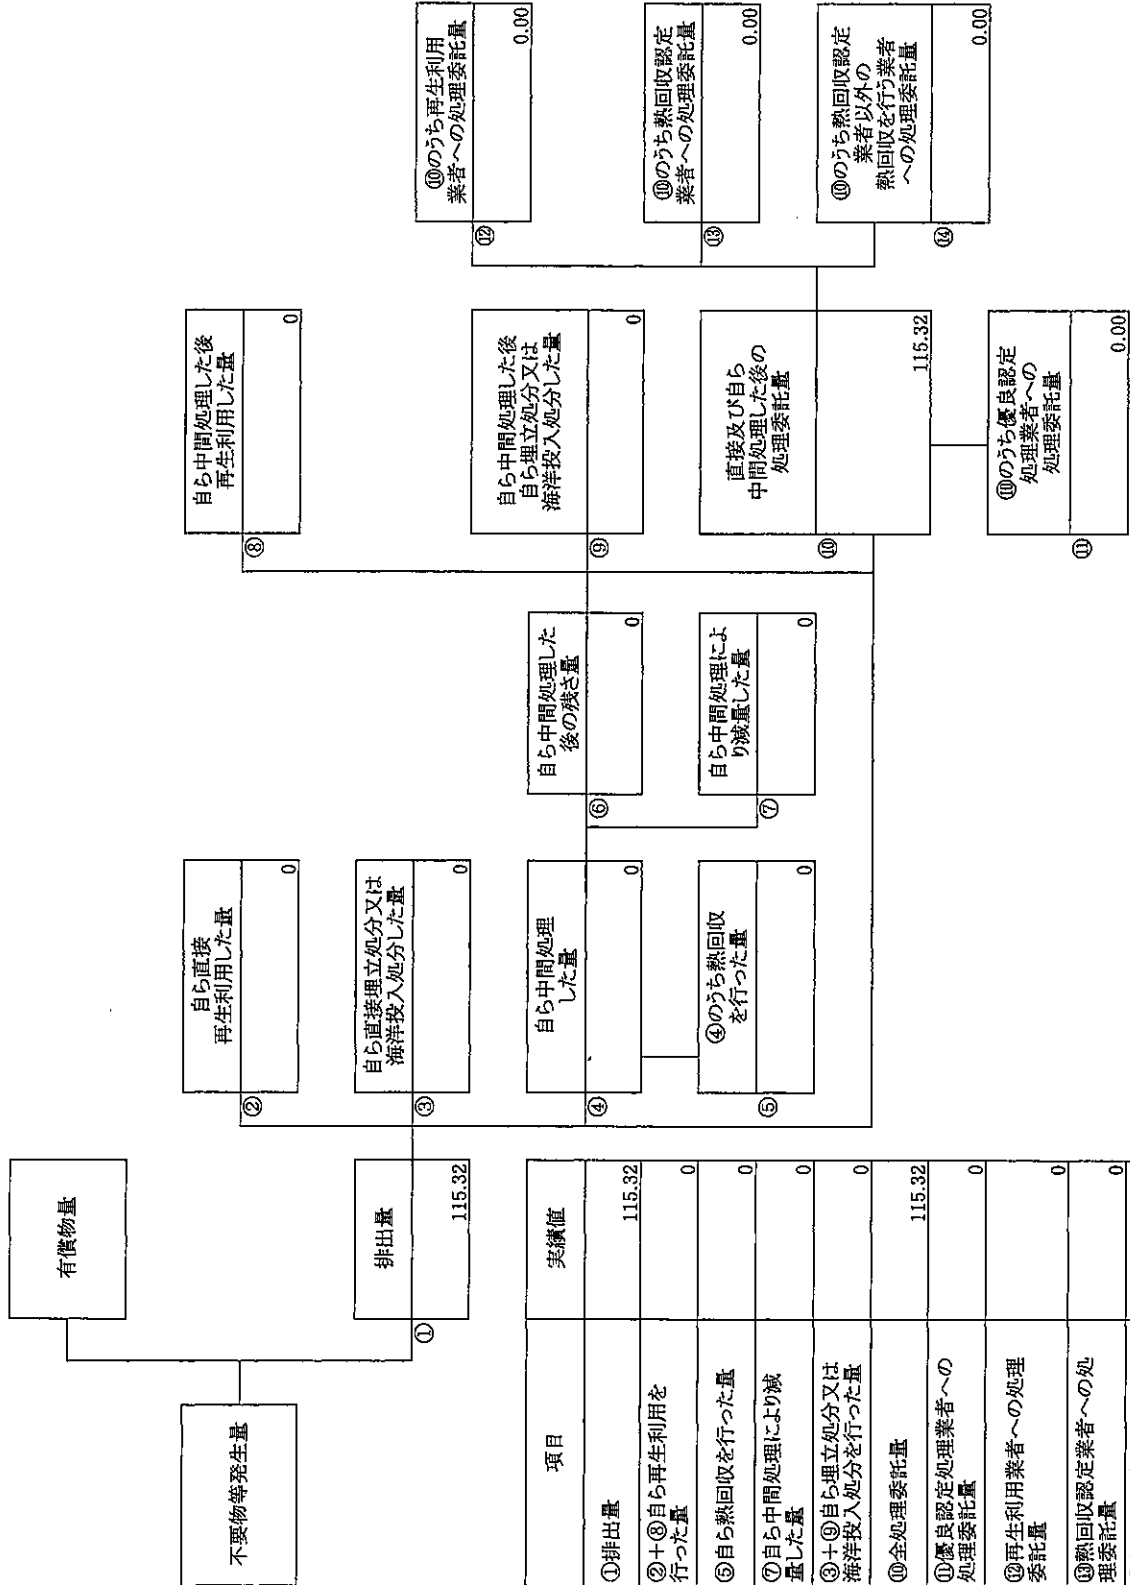 不要物等発生量
有償物量
①
排出量
115.32
②
自ら直接
再生利用した量
0
③
自ら直接埋立処分又は
海洋投入処分した量
0
④
自ら中間処理
した量
0
⑤
④のうち熱回収
を行った量
0
⑥
自ら中間処理した
後の残さ量
0
⑦
自ら中間処理によ
り減量した量
0
⑧
自ら中間処理した後
再生利用した量
0
⑨
自ら中間処理した後
自ら埋立処分又は
海洋投入処分した量
0
⑩
直接及び自ら
中間処理した後の
処理委託量
115.32
⑪
⑩のうち優良認定
処理業者への
処理委託量
0.00
⑫
⑩のうち再生利用
業者への処理委託量
0.00
⑬
⑩のうち熱回収認定
業者への処理委託量
0.00
⑭
⑩のうち熱回収認定
業者以外の
熱回収を行う業者
への処理委託量
0.00
項目
実績値
①排出量
115.32
②+⑧自ら再生利用を
行った量
0
⑤自ら熱回収を行った量
0
⑦自ら中間処理により減
量した量
0
③+⑨自ら埋立処分又は
海洋投入処分を行った量
0
⑩全処理委託量
115.32
⑪優良認定処理業者への
処理委託量
0
⑫再生利用業者への処理
委託量
0
⑬熱回収認定業者への処
理委託量
0